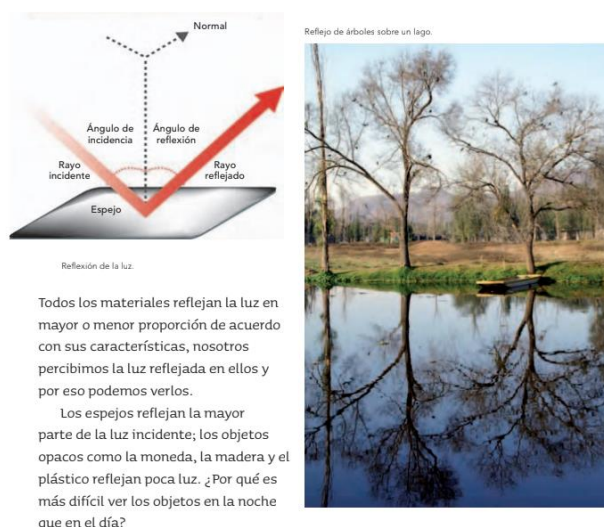 Normal
Ángulo de
incidencia
Ángulo de
reflexión
Rayo
incidente
Rayo
reflejado
Espejo
Reflexión de la luz.
Todos los materiales reflejan la luz en
mayor o menor proporción de acuerdo
con sus características, nosotros
percibimos la luz reflejada en ellos y
por eso podemos verlos.
Los espejos reflejan la mayor
parte de la luz incidente; los objetos
opacos como la moneda, la madera y el
plástico reflejan poca luz. ¿Por qué es
más difícil ver los objetos en la noche
que en el día?
Reflejo de árboles sobre un lago.